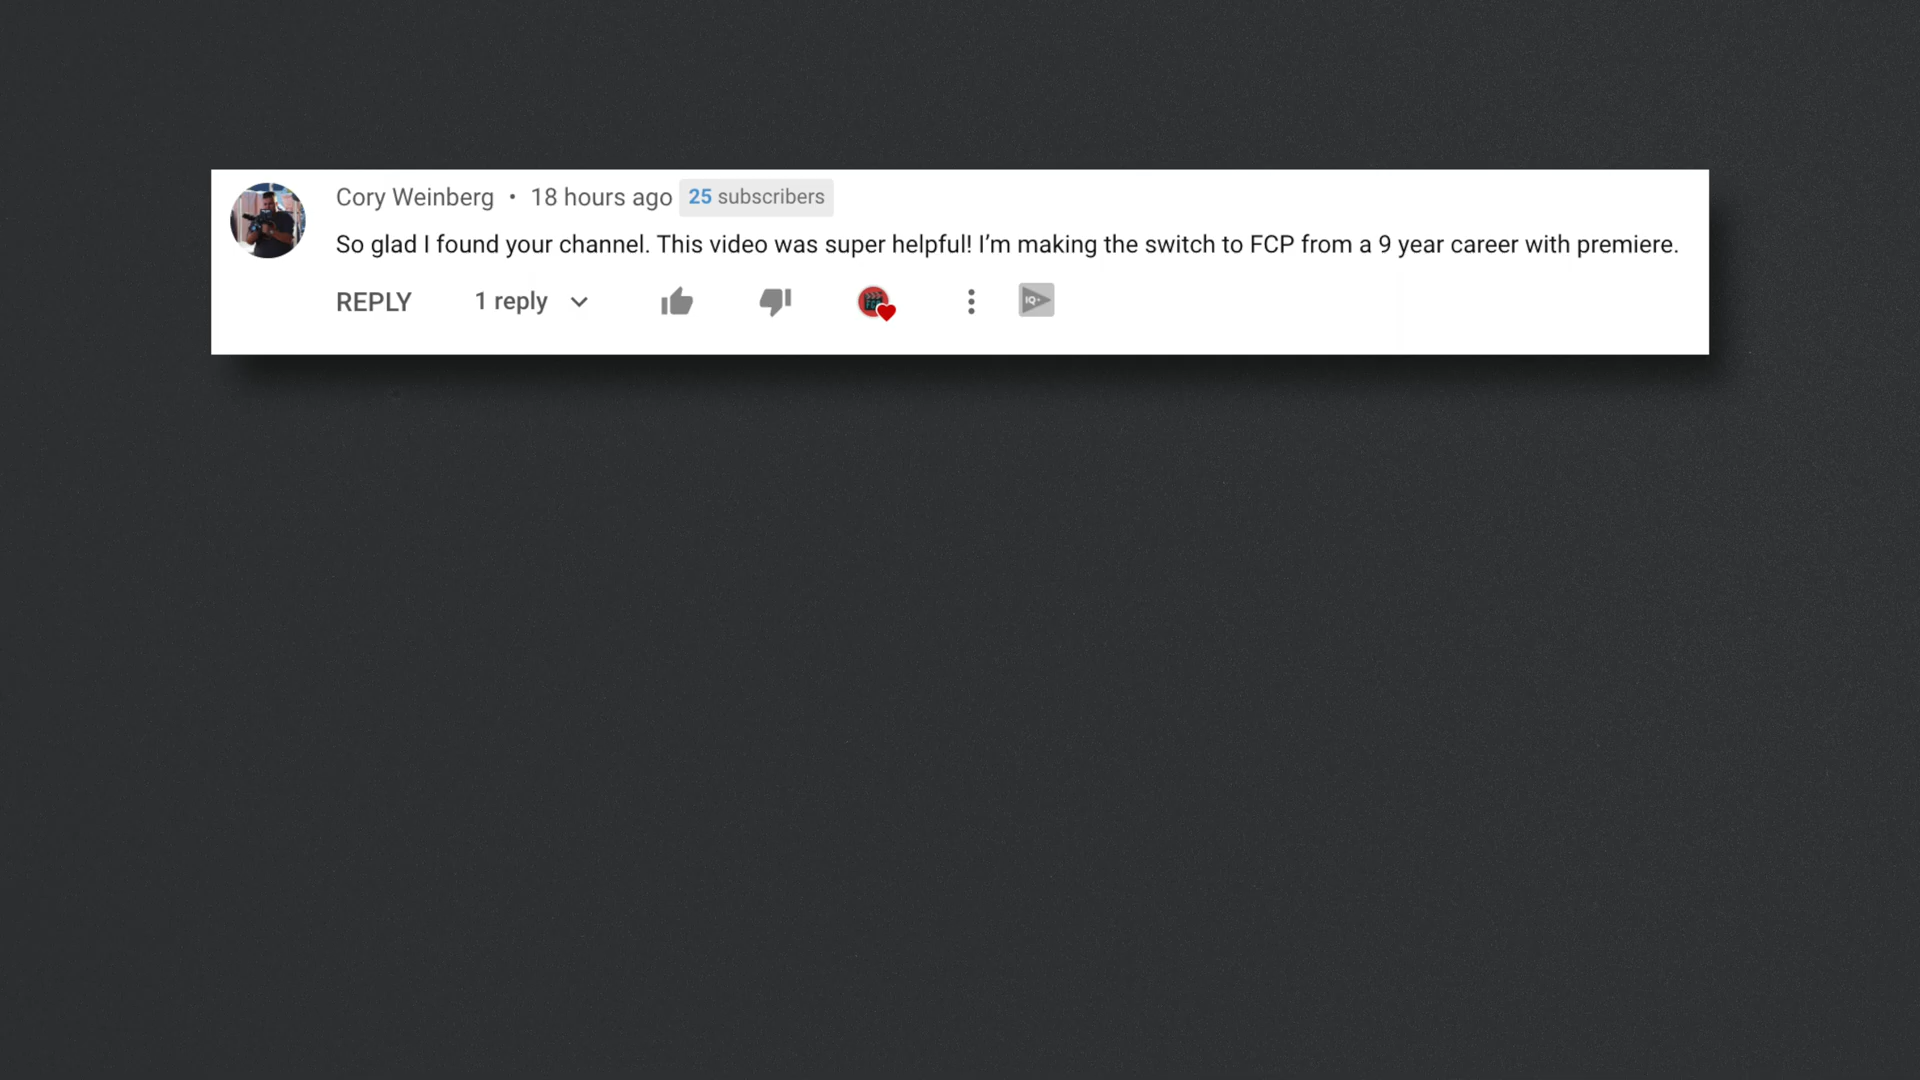 Cory Weinberg • 18 hours ago 25 subscribers
So glad I found your channel. This video was super helpful! I’m making the switch to FCP from a 9 year career with premiere.
REPLY 1 reply IQ